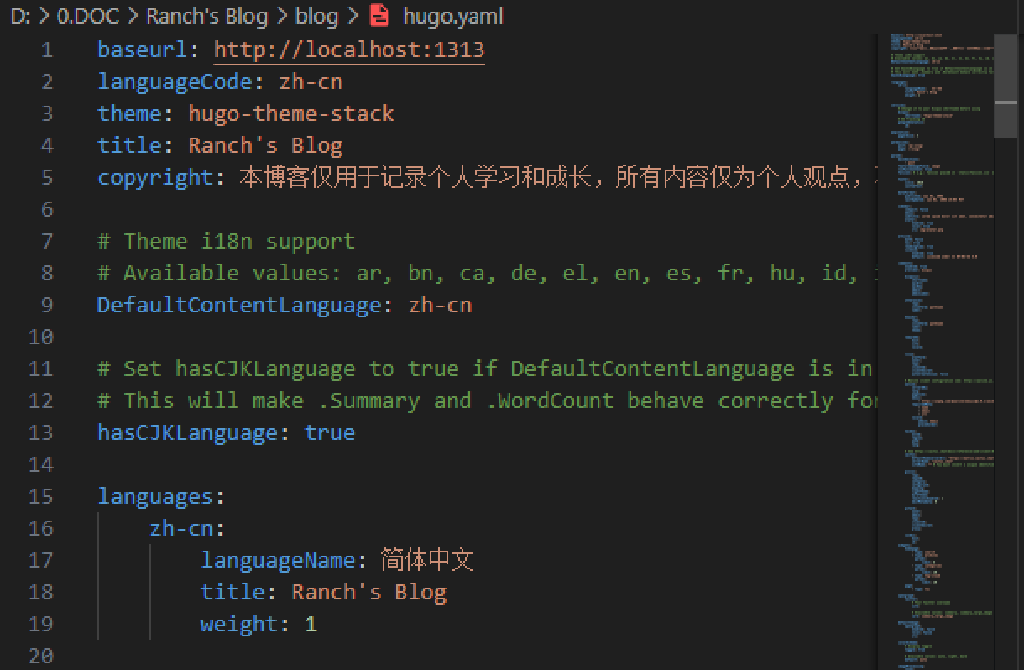 D: > 0.DOC > Ranch's Blog > blog > hugo.yaml
1 baseurl: http://localhost:1313
2 languageCode: zh-cn
3 theme: hugo-theme-stack
4 title: Ranch's Blog
5 copyright: 本博客仅用于记录个人学习和成长，所有内容仅为个人观点，
6
7 # Theme i18n support
8 # Available values: ar, bn, ca, de, el, en, es, fr, hu, id,
9 DefaultContentLanguage: zh-cn
10
11 # Set hasCJKLanguage to true if DefaultContentLanguage is in
12 # This will make .Summary and .WordCount behave correctly for
13 hasCJKLanguage: true
14
15 languages:
16 zh-cn:
17 languageName: 简体中文
18 title: Ranch's Blog
19 weight: 1
20